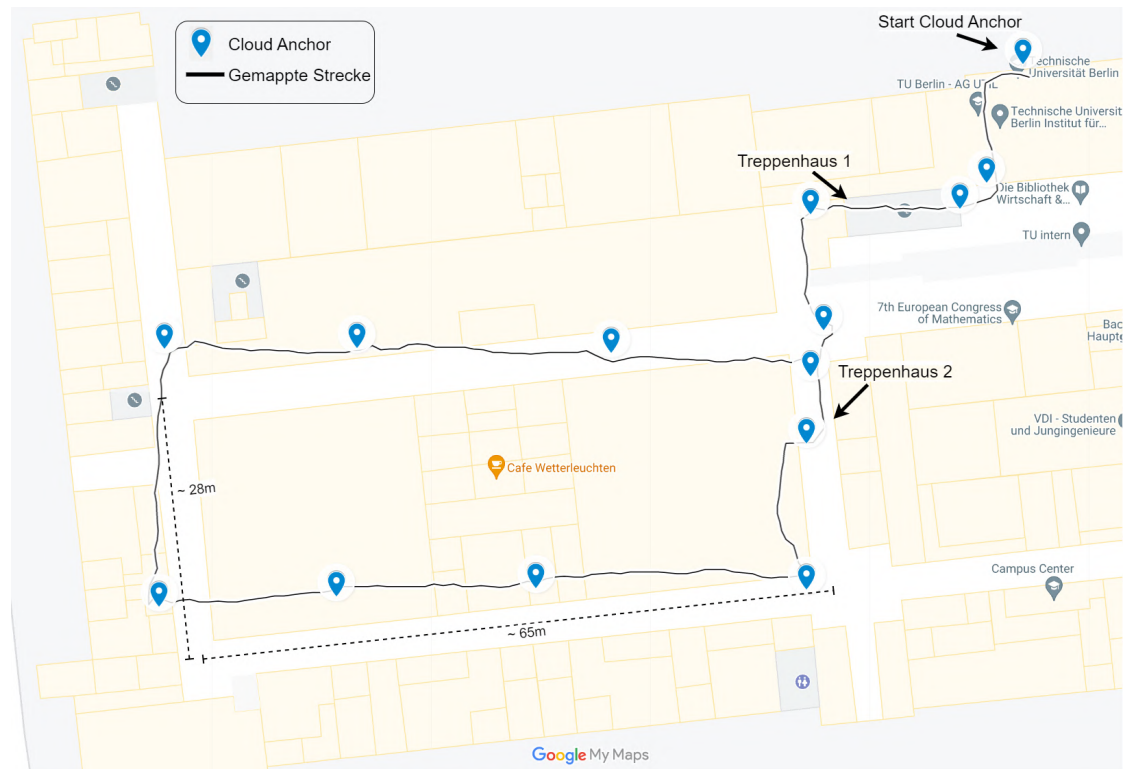 Start Cloud Anchor
Cloud Anchor
Gemappte Strecke
Technische
Universität Berlin
TU Berlin - AG
Technische Universit
Berlin Institut für...
Treppenhaus 1
Die Bibliothek
Wirtschaft &...
TU intern
7th European Congress
of Mathematics
Bac
Hauptg
Treppenhaus 2
VDI - Studenten
und Jungingenieure
Cafe Wetterleuchten
~ 28m
Campus Center
~ 65m
Google My Maps